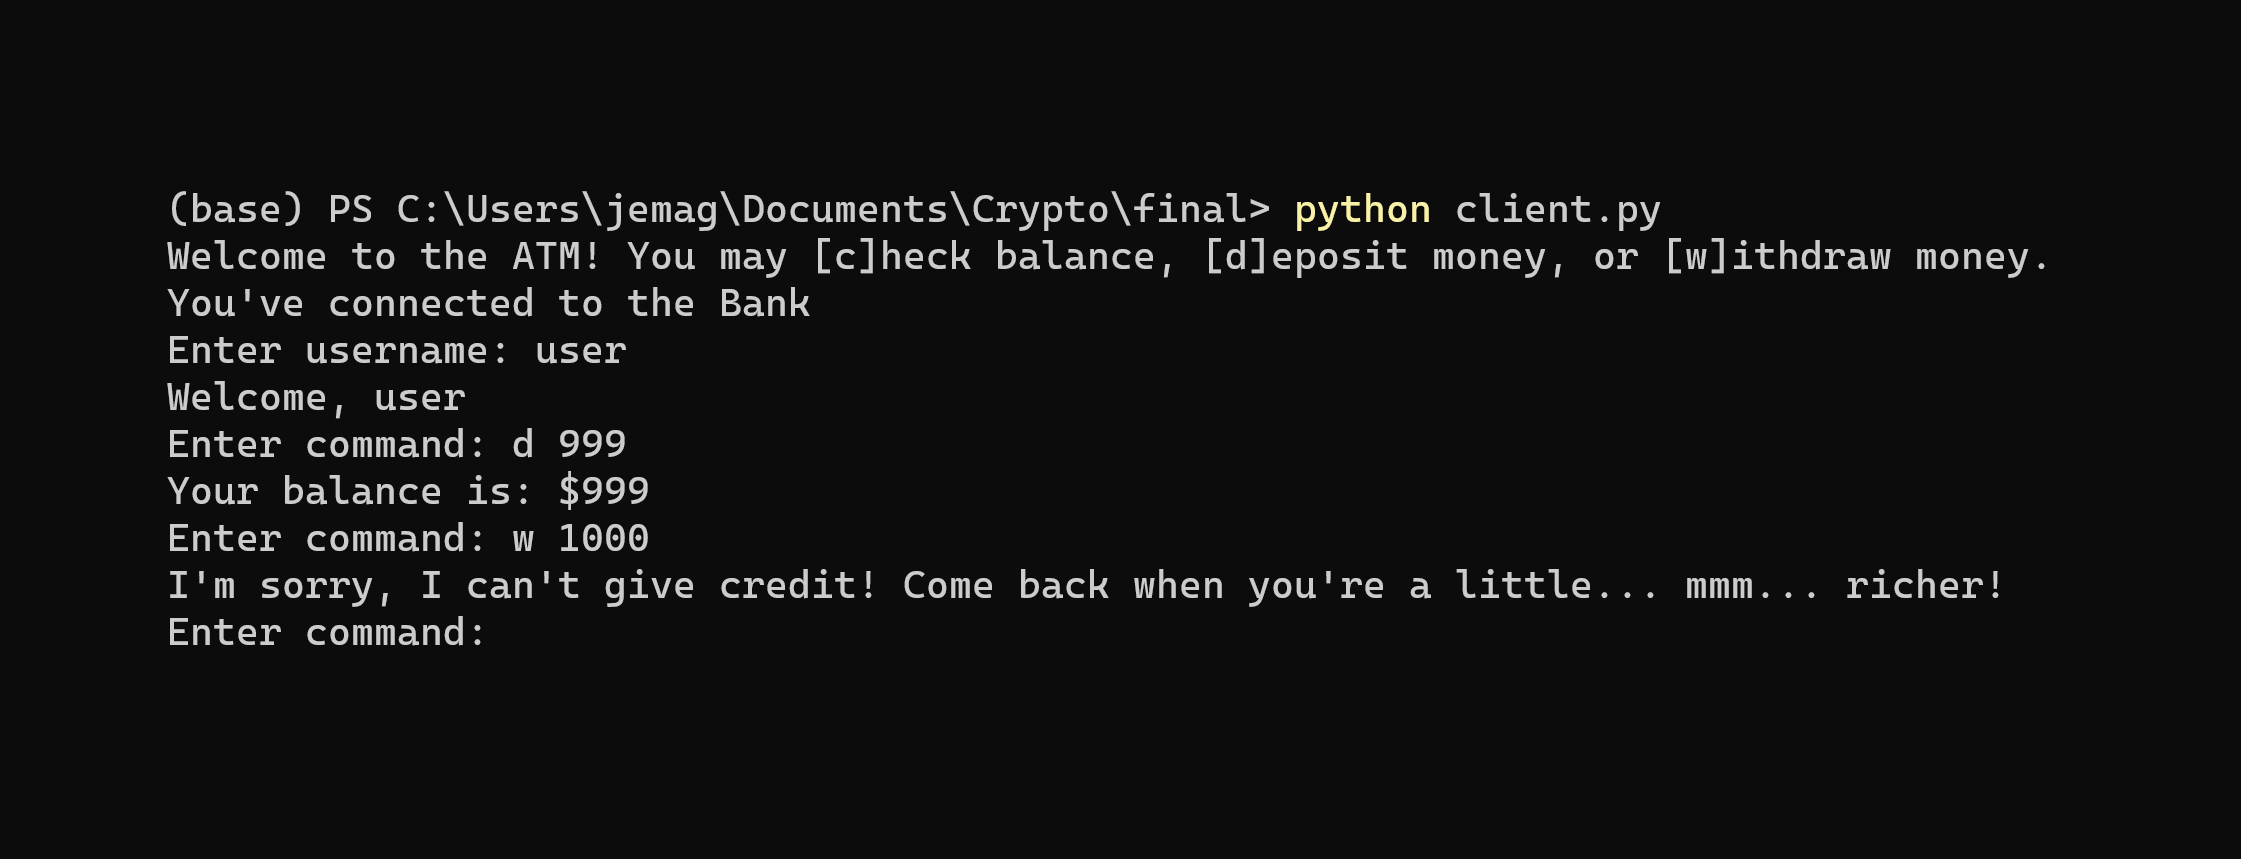 (base) PS C:\Users\jemag\Documents\Crypto\final> python client.py
Welcome to the ATM! You may [c]heck balance, [d]eposit money, or [w]ithdraw money.
You've connected to the Bank
Enter username: user
Welcome, user
Enter command: d 999
Your balance is: $999
Enter command: w 1000
I'm sorry, I can't give credit! Come back when you're a little... mmm... richer!
Enter command: